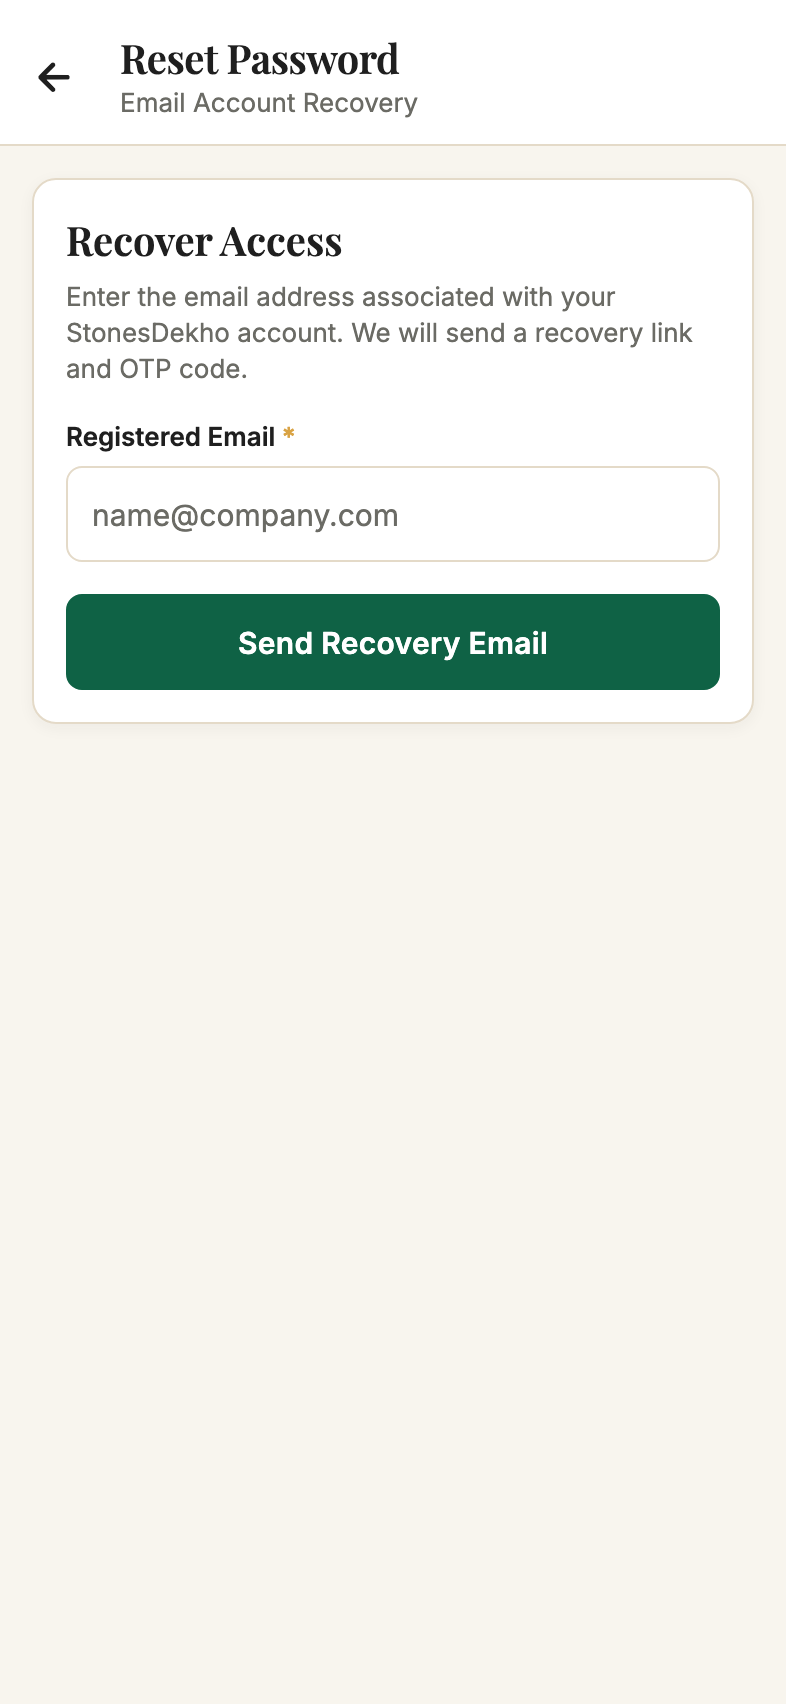 Reset Password
Email Account Recovery
Recover Access
Enter the email address associated with your
StonesDekho account. We will send a recovery link
and OTP code.
Registered Email *
name@company.com
Send Recovery Email